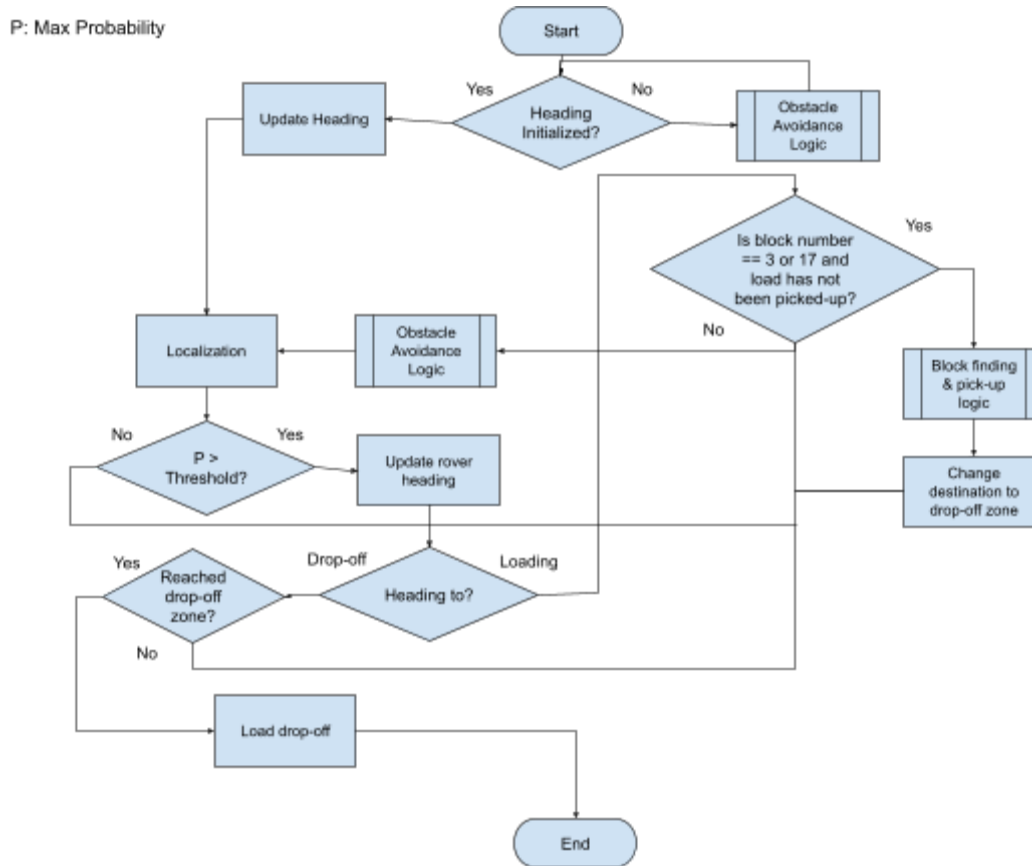 P: Max Probability
Start
Yes
No
Update Heading
Heading
Initialized?
Obstacle
Avoidance
Logic
Is block number
== 3 or 17 and
load has not
been picked-up?
Yes
No
Localization
Obstacle
Avoidance
Logic
Block finding
& pick-up
logic
No
Yes
P >
Threshold?
Update rover
heading
Change
destination to
drop-off zone
Yes
Drop-off
Loading
Reached
drop-off
zone?
Heading to?
No
Load drop-off
End